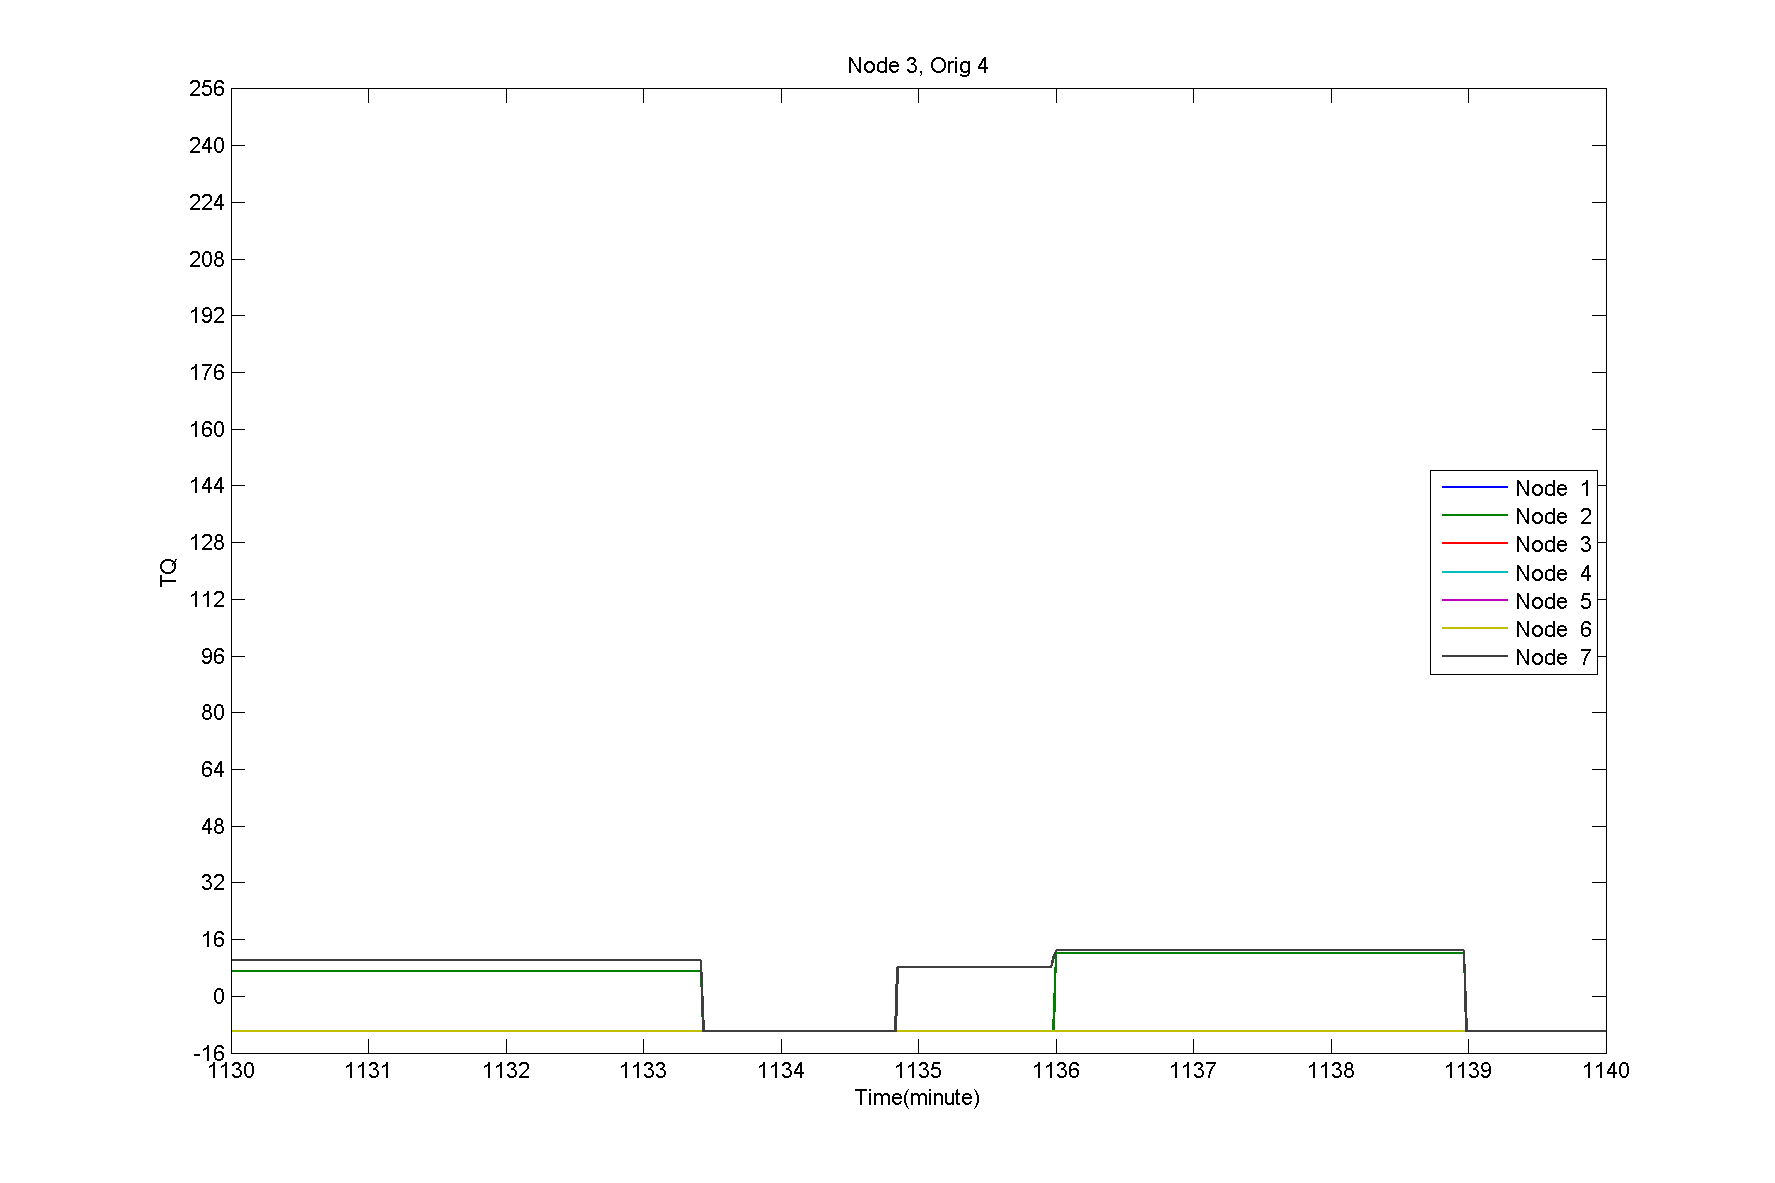 Node 3, Orig 4
256
240
224
208
192
176
160
144
128
112
96
80
64
48
32
16
0
-16
TQ
Node 1
Node 2
Node 3
Node 4
Node 5
Node 6
Node 7
1130 1131 1132 1133 1134 1135 1136 1137 1138 1139 1140
Time(minute)